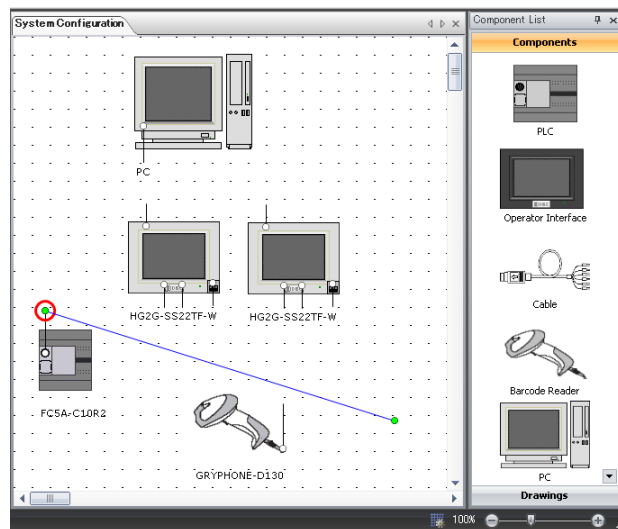 System Configuration
Component List
Components
PC
PLC
Operator Interface
HG2G-SS22TF-W
HG2G-SS22TF-W
Cable
FC5A-C10R2
Barcode Reader
GRYPHONE-D130
PC
Drawings
100%